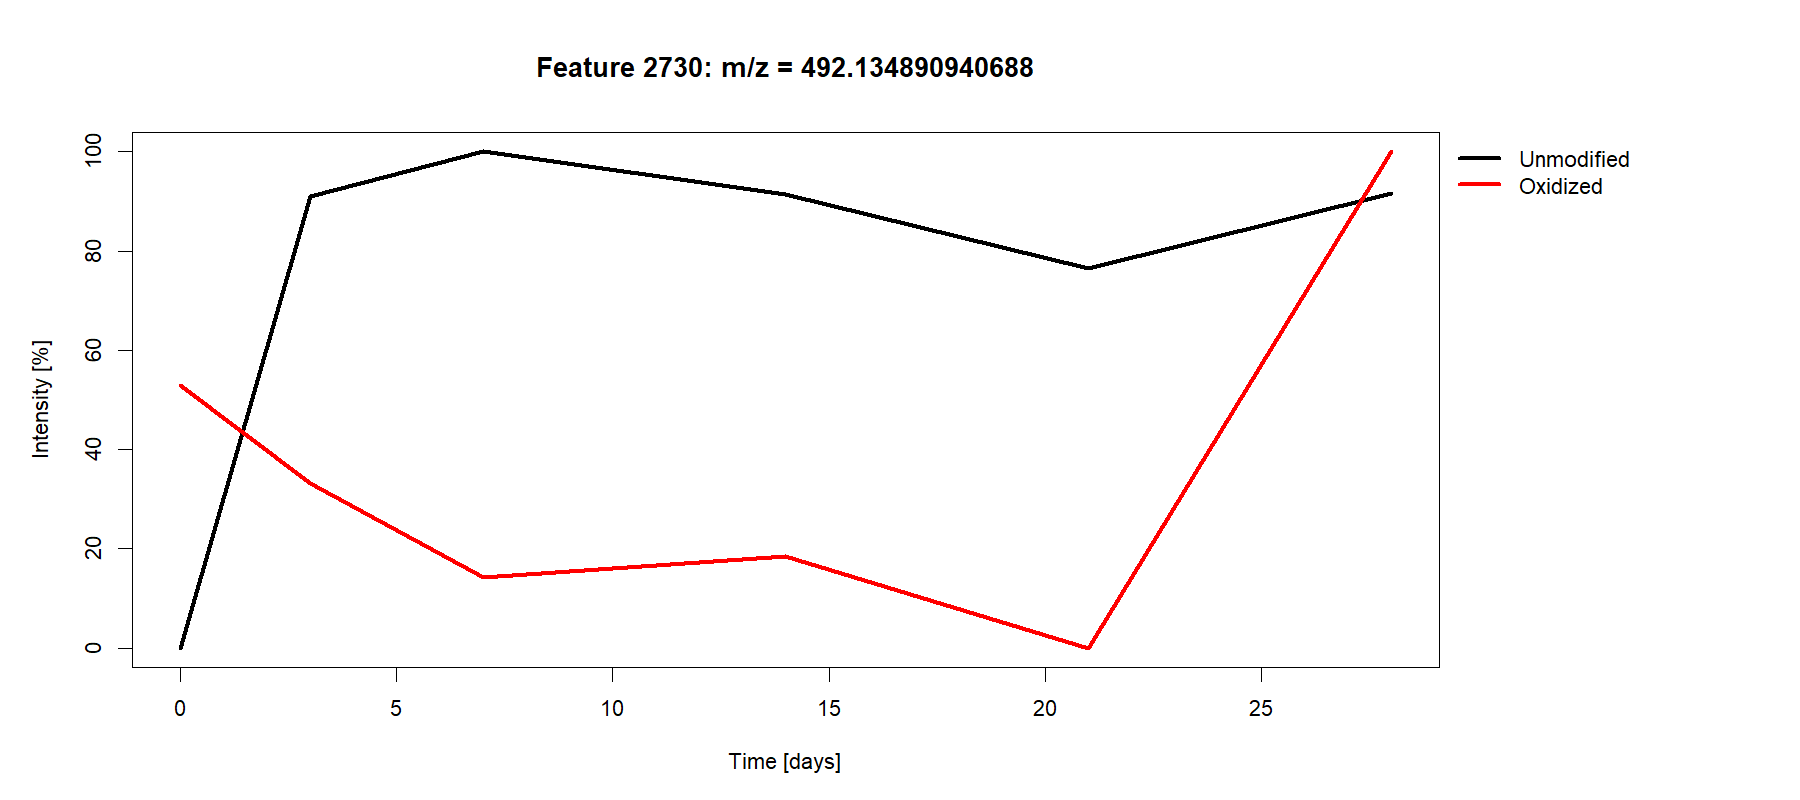 Feature 2730: m/z = 492.134890940688
Unmodified
Oxidized
Intensity [%]
100
80
60
40
20
0
0 5 10 15 20 25
Time [days]